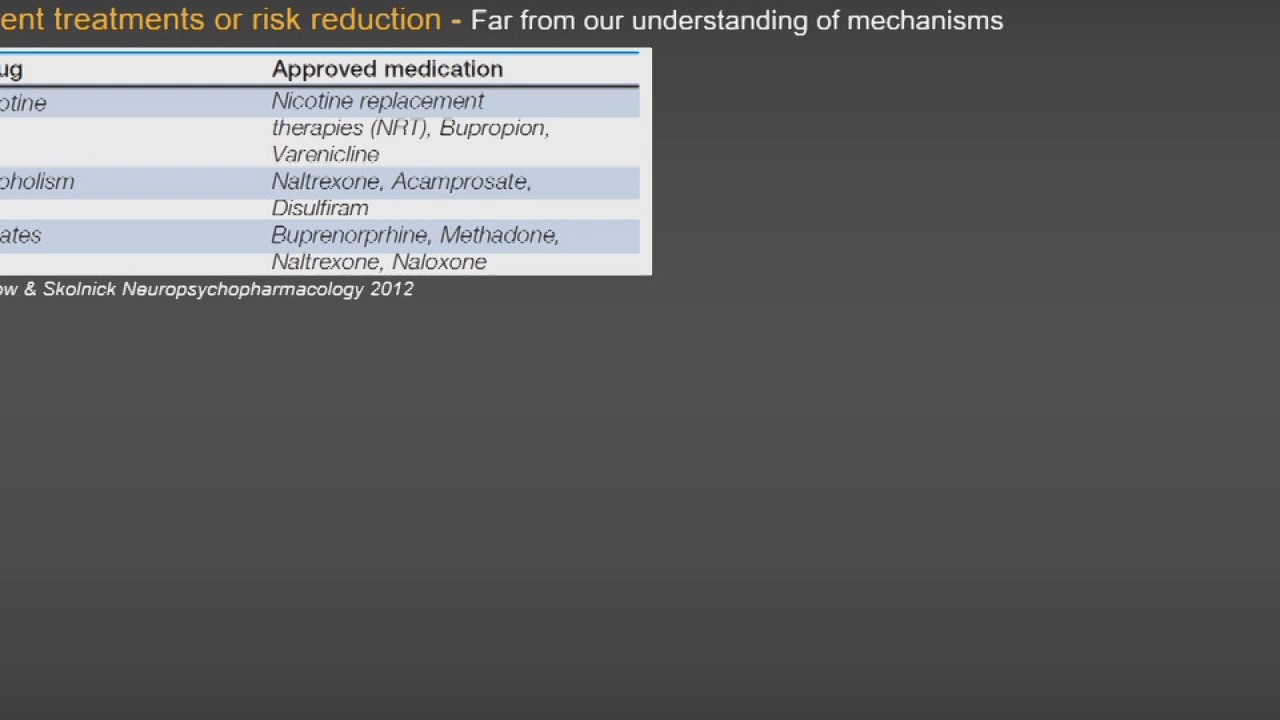 ent treatments or risk reduction - Far from our understanding of mechanisms
ug Approved medication
otine Nicotine replacement
therapies (NRT), Bupropion,
Varenicline
oholism Naltrexone, Acamprosate,
Disulfiram
ates Buprenorprhine, Methadone,
Naltrexone, Naloxone
ow & Skolnick Neuropsychopharmacology 2012